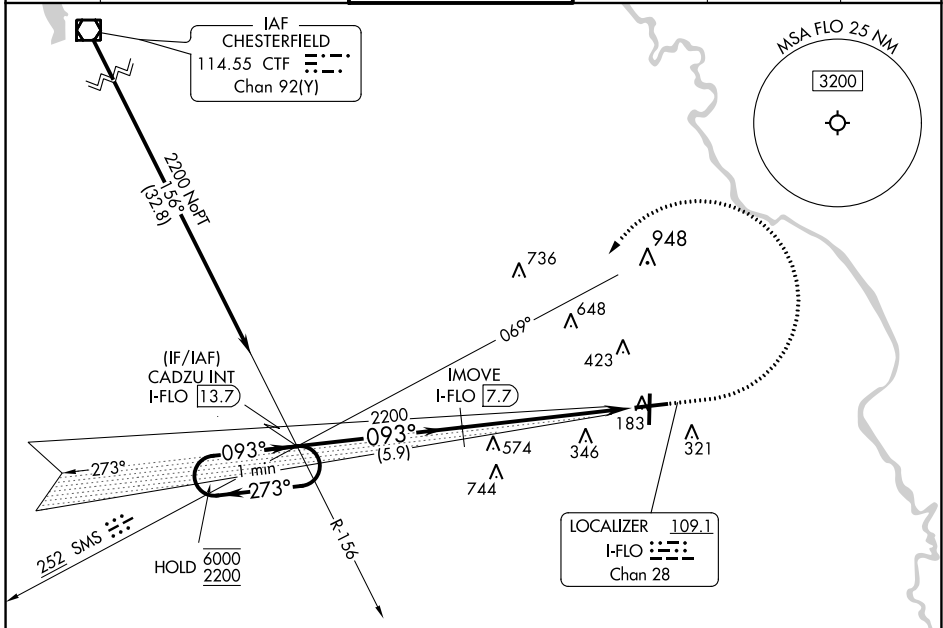 IAF
CHESTERFIELD
114.55 CTF
Chan 92(Y)
MSA FLO 25 NM
3200
2200 NoPT
156°
(32.8)
948
736
648
069°
423
(IF/IAF)
CADZU INT
I-FLO 13.7
IMOVE
I-FLO 7.7
2200
183
093°
093°
(5.9)
574
346
321
273°
1 min
273°
744
R-156
252 SMS
HOLD 6000
2200
LOCALIZER 109.1
I-FLO
Chan 28